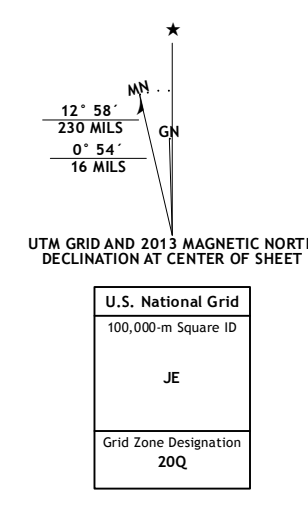 ★
MN
12° 58´
230 MILS
GN
0° 54´
16 MILS
UTM GRID AND 2013 MAGNETIC NORTH
DECLINATION AT CENTER OF SHEET
U.S. National Grid
100,000-m Square ID
JE
Grid Zone Designation
20Q